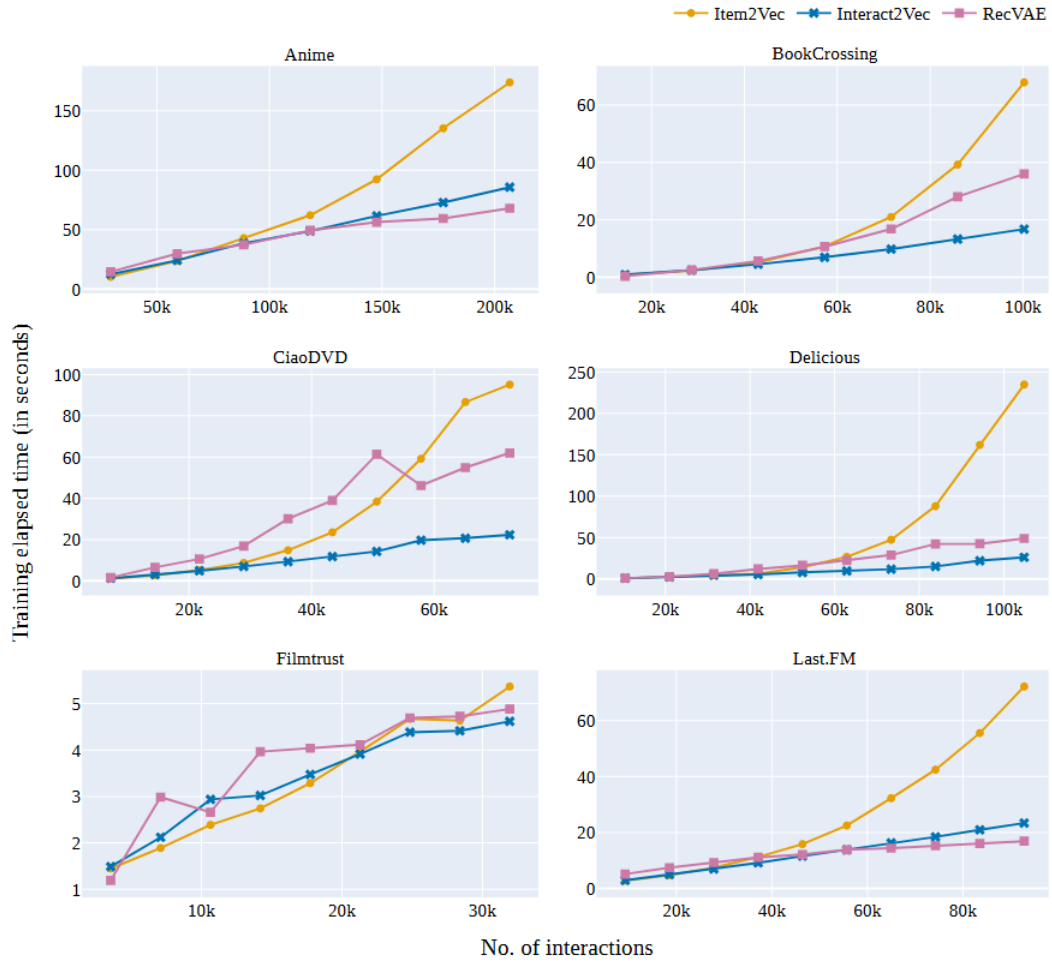 Item2Vec Interact2Vec RecVAE
Anime
150
100
50
0
50k 100k 150k 200k
BookCrossing
60
40
20
0
20k 40k 60k 80k 100k
Training elapsed time (in seconds)
CiaoDVD
100
80
60
40
20
0
20k 40k 60k
Delicious
250
200
150
100
50
0
20k 40k 60k 80k 100k
Filmtrust
5
4
3
2
1
10k 20k 30k
Last.FM
60
40
20
0
20k 40k 60k 80k
No. of interactions